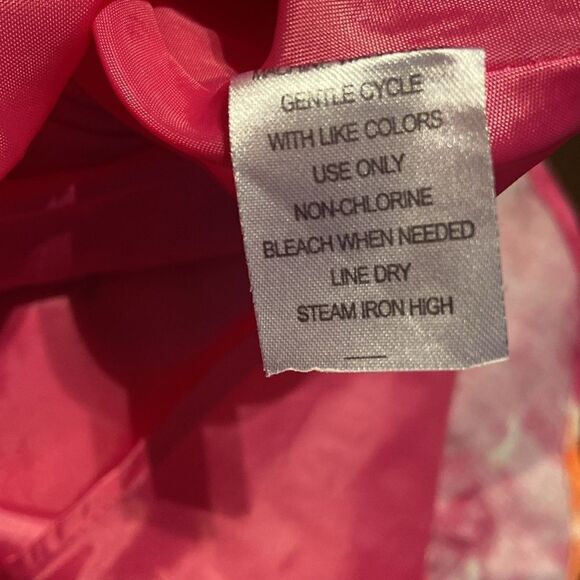 GENTLE CYCLE
WITH LIKE COLORS
USE ONLY
NON-CHLORINE
BLEACH WHEN NEEDED
LINE DRY
STEAM IRON HIGH